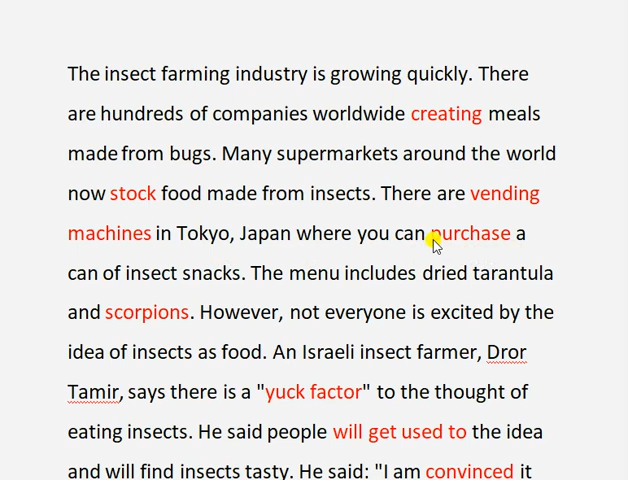 The insect farming industry is growing quickly. There
are hundreds of companies worldwide creating meals
made from bugs. Many supermarkets around the world
now stock food made from insects. There are vending
machines in Tokyo, Japan where you can purchase a
can of insect snacks. The menu includes dried tarantula
and scorpions. However, not everyone is excited by the
idea of insects as food. An Israeli insect farmer, Dror
Tamir, says there is a "yuck factor" to the thought of
eating insects. He said people will get used to the idea
and will find insects tasty. He said: "I am convinced it